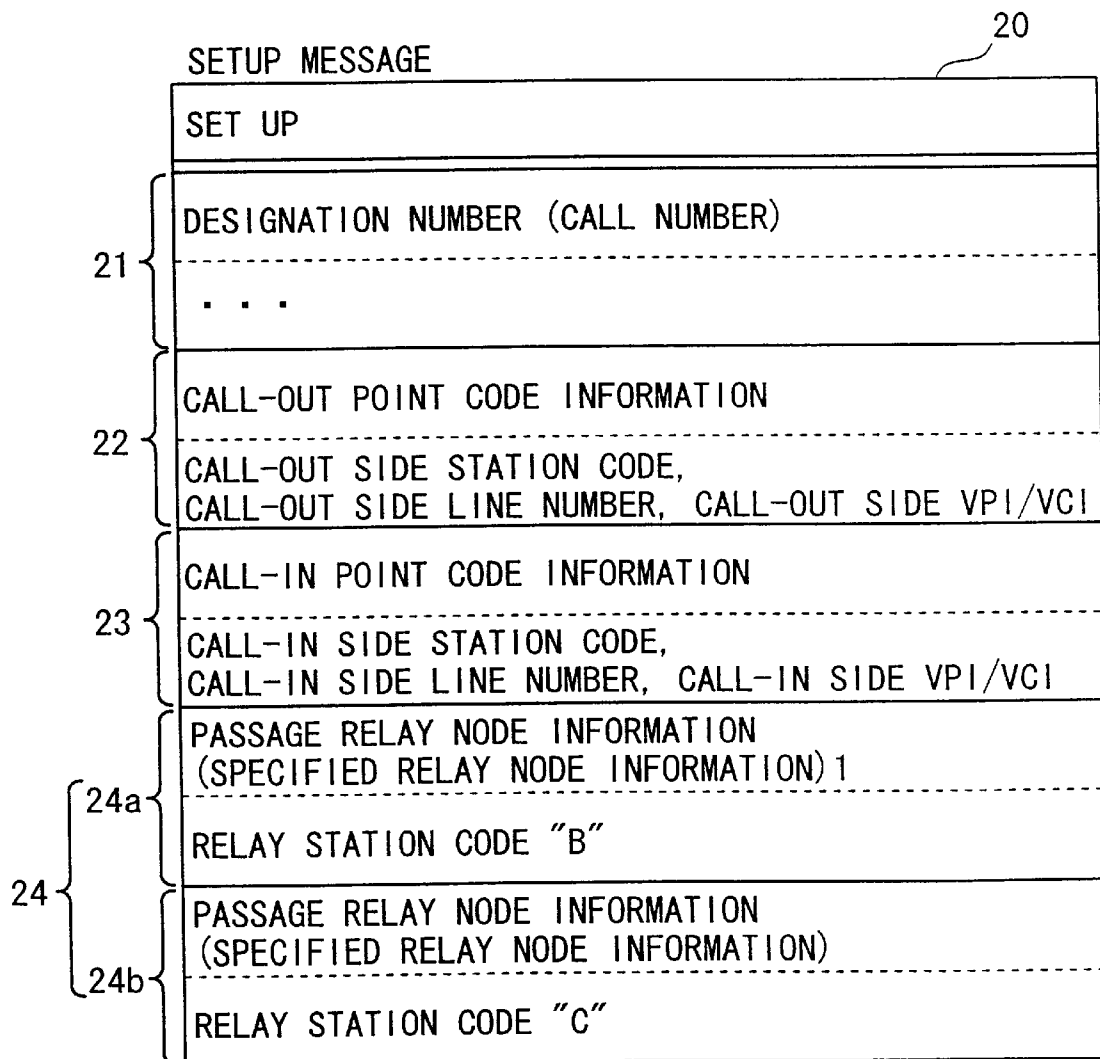 20
SETUP MESSAGE
SET UP
21
DESIGNATION NUMBER (CALL NUMBER)
. . .
22
CALL-OUT POINT CODE INFORMATION
CALL-OUT SIDE STATION CODE,
CALL-OUT SIDE LINE NUMBER, CALL-OUT SIDE VPI/VCI
23
CALL-IN POINT CODE INFORMATION
CALL-IN SIDE STATION CODE,
CALL-IN SIDE LINE NUMBER, CALL-IN SIDE VPI/VCI
24
24a
PASSAGE RELAY NODE INFORMATION
(SPECIFIED RELAY NODE INFORMATION)1
RELAY STATION CODE "B"
24b
PASSAGE RELAY NODE INFORMATION
(SPECIFIED RELAY NODE INFORMATION)
RELAY STATION CODE "C"